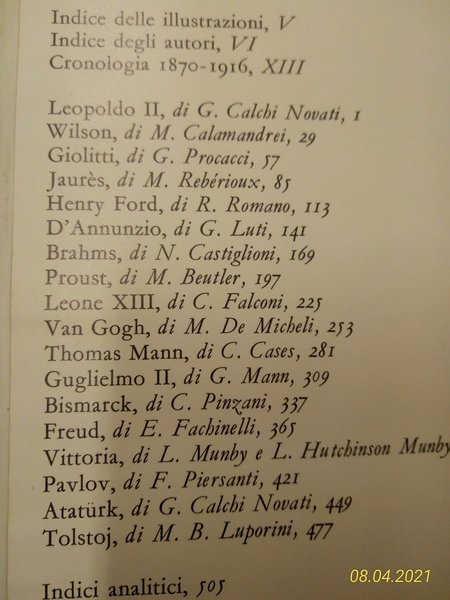 Indice delle illustrazioni, V
Indice degli autori, VI
Cronologia 1870-1916, XIII
Leopoldo II, di G. Calchi Novati, 1
Wilson, di M. Calamandrei, 29
Giolitti, di G. Procacci, 57
Jaurès, di M. Rebérioux, 85
Henry Ford, di R. Romano, 113
D'Annunzio, di G. Luti, 141
Brahms, di N. Castiglioni, 169
Proust, di M. Beutler, 197
Leone XIII, di C. Falconi, 225
Van Gogh, di M. De Micheli, 253
Thomas Mann, di C. Cases, 281
Guglielmo II, di G. Mann, 309
Bismarck, di C. Pinzani, 337
Freud, di E. Fachinelli, 365
Vittoria, di L. Munby e L. Hutchinson Munby
Pavlov, di F. Piersanti, 421
Atatürk, di G. Calchi Novati, 449
Tolstoj, di M. B. Luporini, 477
Indici analitici, 505
08.04.2021